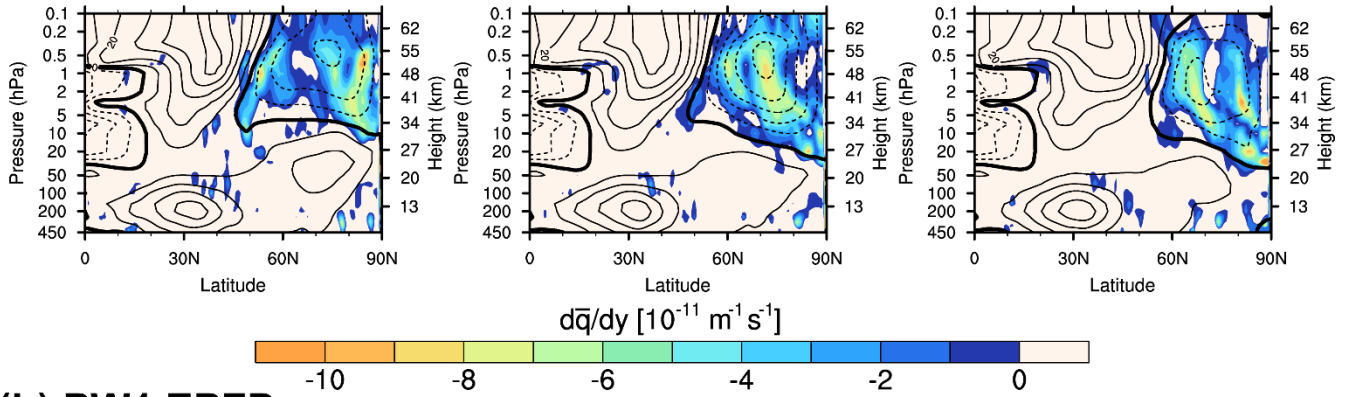 0.1 0.2 0.5 1 2 5 10 20 50 100 200 450
Pressure (hPa)
20
0
62 55 48 41 34 27 20 13
Height (km)
0 30N 60N 90N
Latitude
0.1 0.2 0.5 1 2 5 10 20 50 100 200 450
Pressure (hPa)
20
62 55 48 41 34 27 20 13
Height (km)
0 30N 60N 90N
Latitude
0.1 0.2 0.5 1 2 5 10 20 50 100 200 450
Pressure (hPa)
20
62 55 48 41 34 27 20 13
Height (km)
0 30N 60N 90N
Latitude
dq̅/dy [10⁻¹¹ m⁻¹s⁻¹]
-10 -8 -6 -4 -2 0